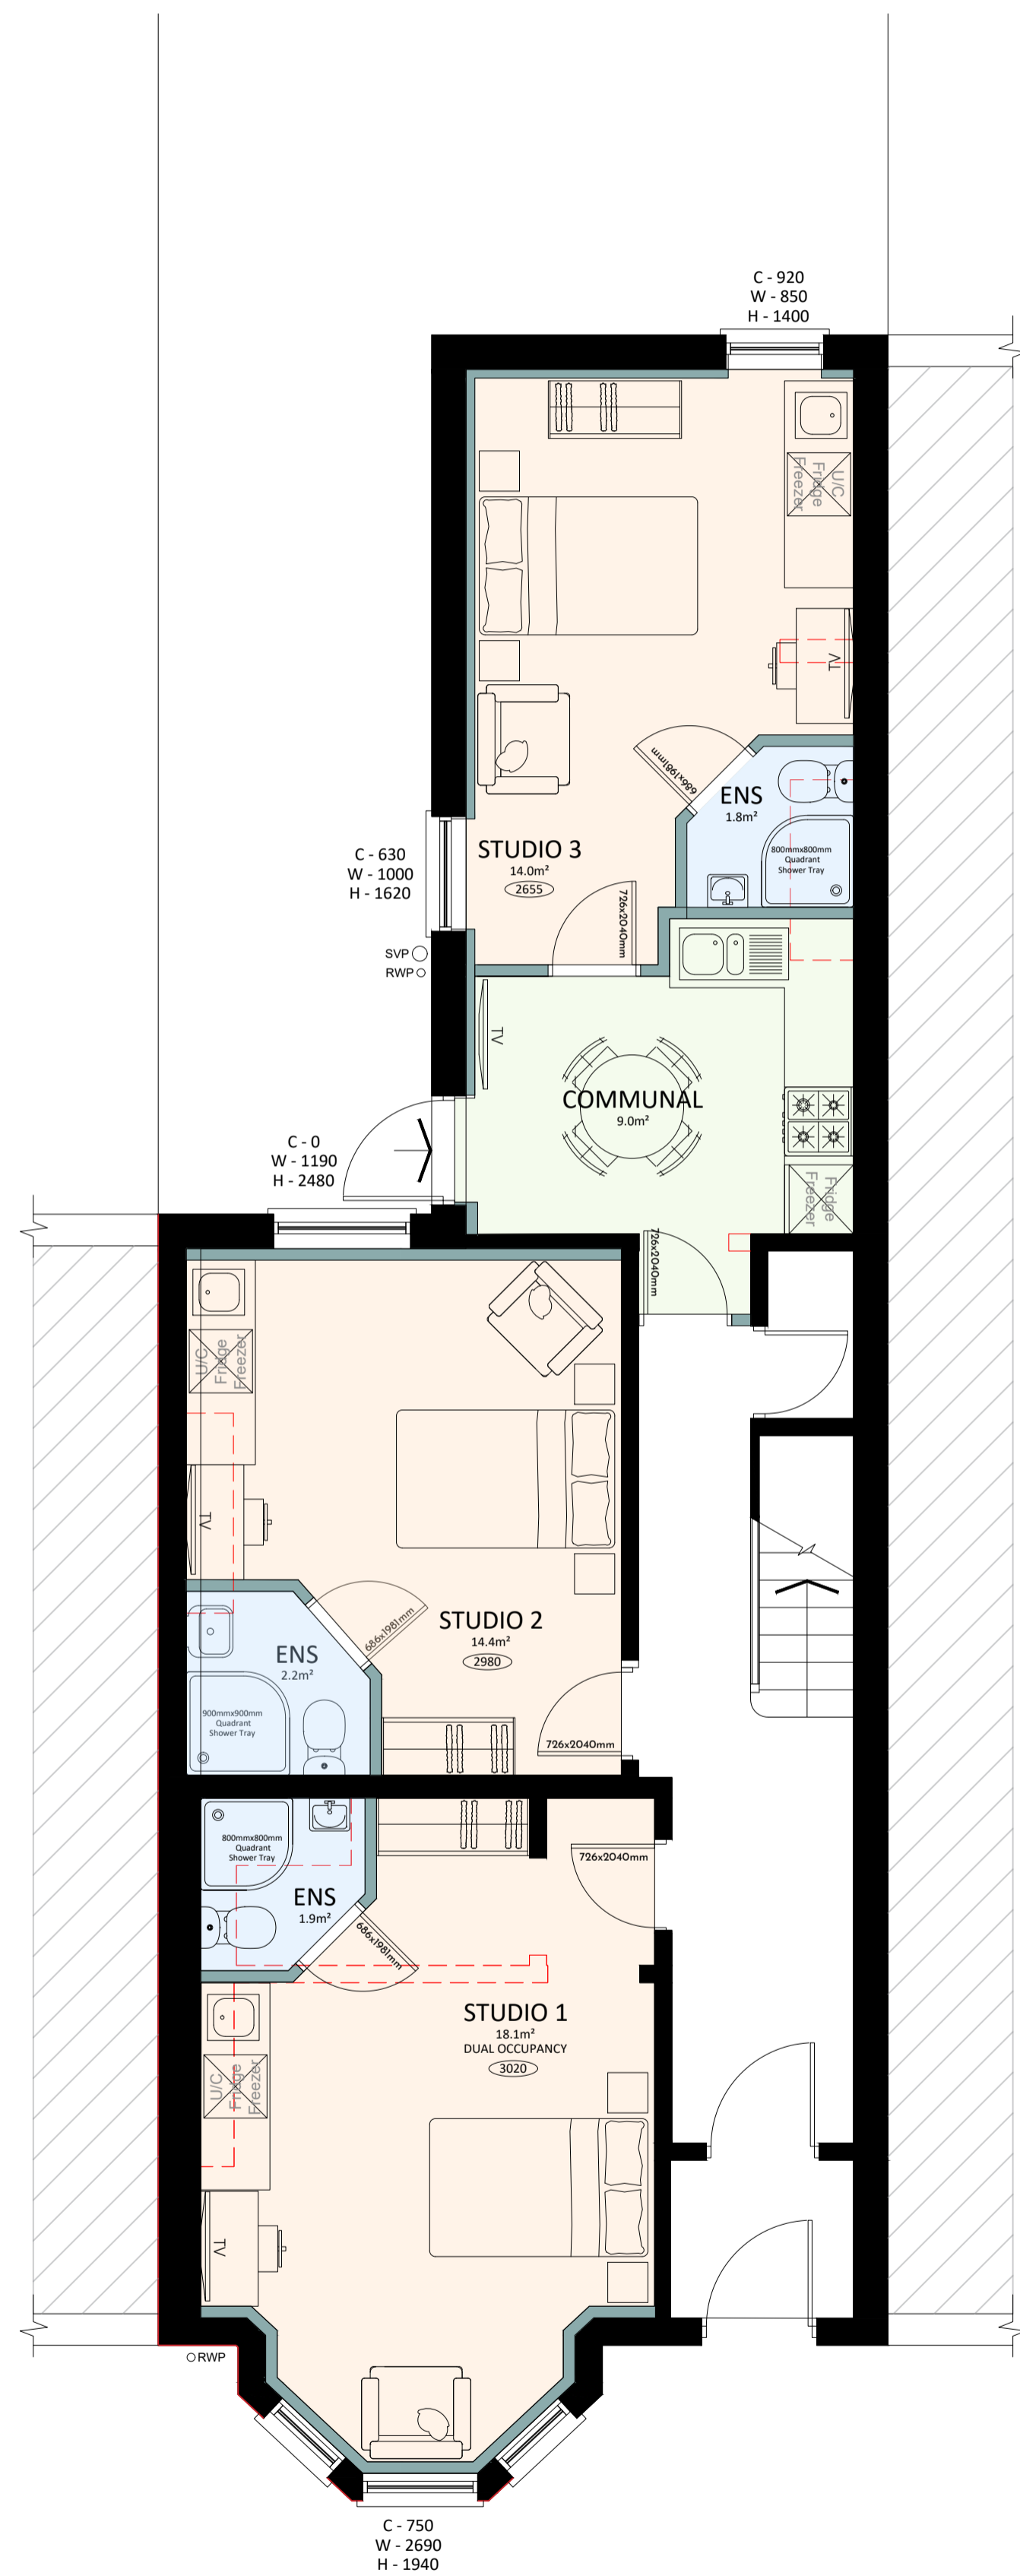 C - 920
W - 850
H - 1400
U/C
Fridge
Freezer
TV
686x1981mm
ENS
1.8m²
800mmx800mm
Quadrant
Shower Tray
C - 630
W - 1000
H - 1620
STUDIO 3
14.0m²
2655
726x2040mm
SVP
RWP
TV
COMMUNAL
9.0m²
Fridge
Freezer
C - 0
W - 1190
H - 2480
726x2040mm
U/C
Fridge
Freezer
TV
686x1981mm
STUDIO 2
14.4m²
2980
ENS
2.2m²
900mmx900mm
Quadrant
Shower Tray
726x2040mm
800mmx800mm
Quadrant
Shower Tray
726x2040mm
ENS
1.9m²
686x1981mm
STUDIO 1
18.1m²
DUAL OCCUPANCY
3020
U/C
Fridge
Freezer
TV
RWP
C - 750
W - 2690
H - 1940